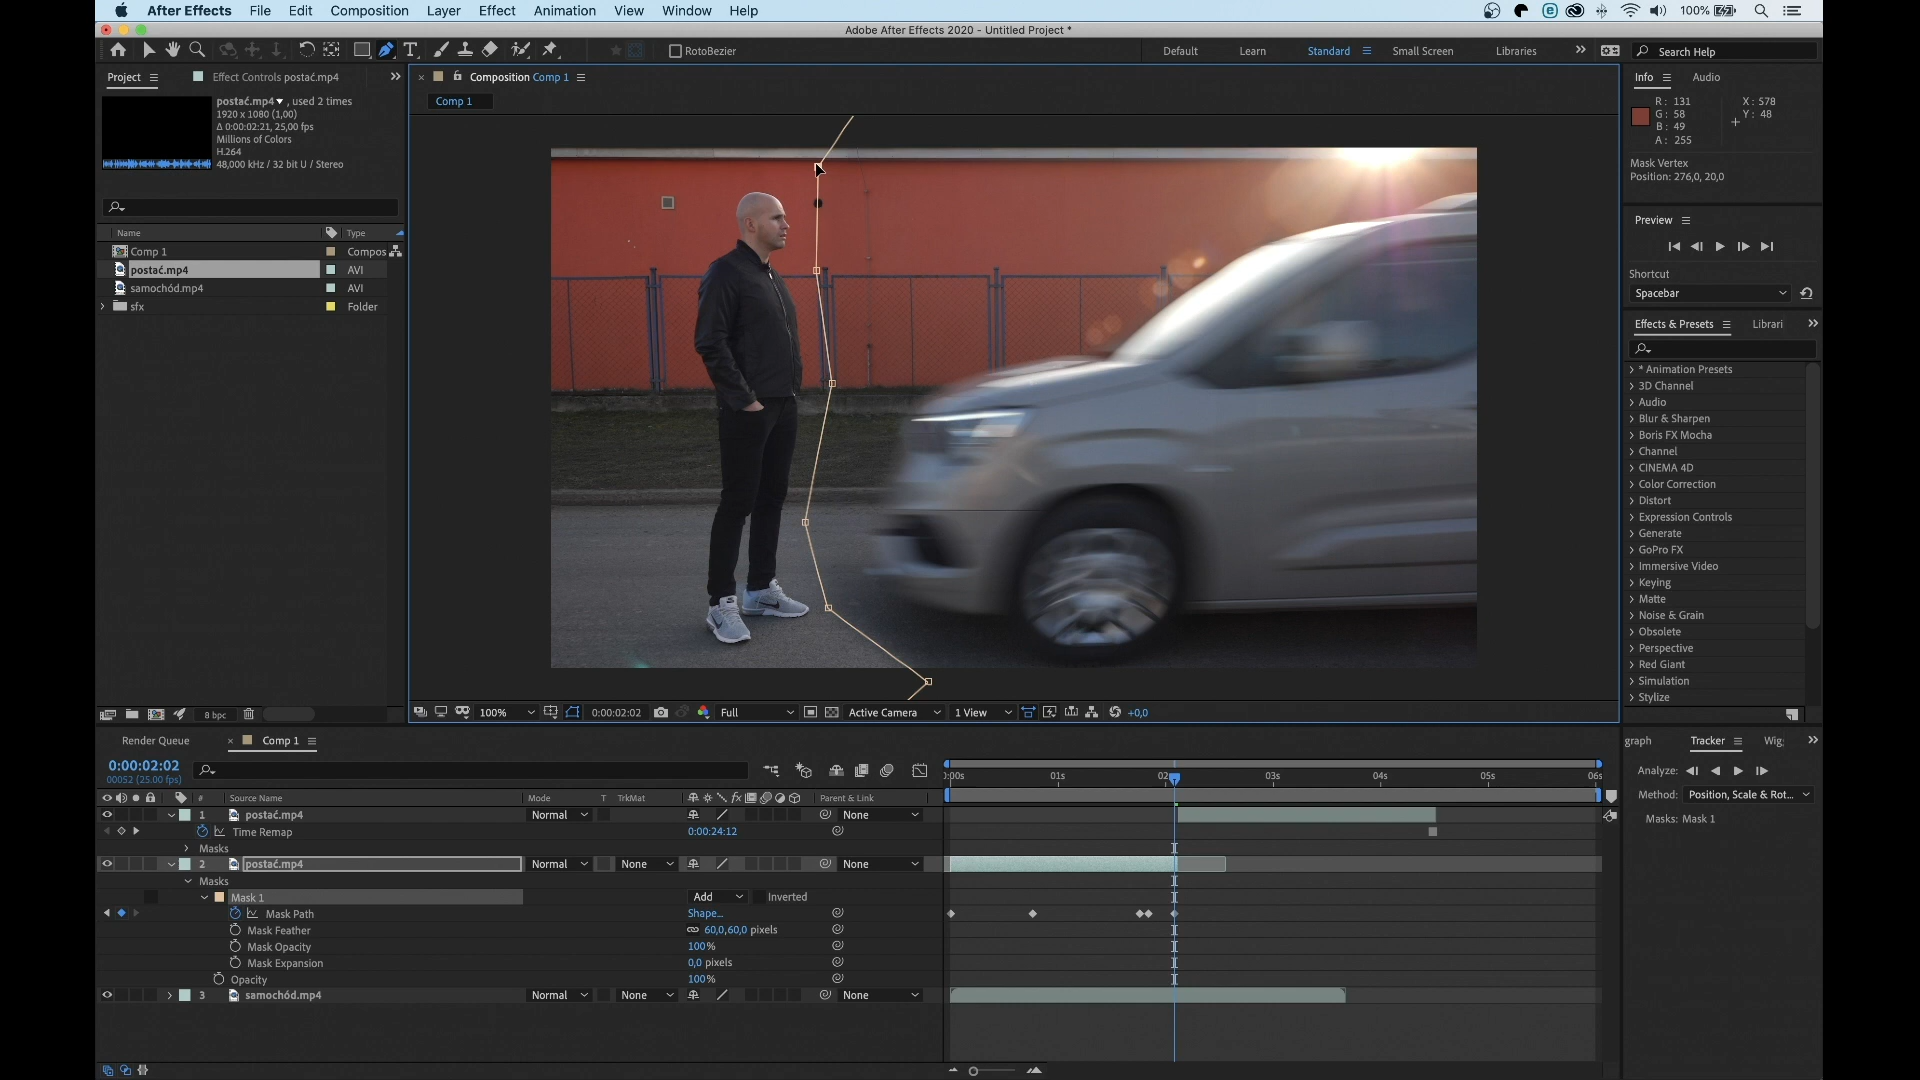 After Effects File Edit Composition Layer Effect Animation View Window Help 100%
Adobe After Effects 2020 - Untitled Project *
RotoBezier Default Learn Standard Small Screen Libraries Search Help
Project Effect Controls postać.mp4
postać.mp4 , used 2 times
1920 x 1080 (1,00)
Δ 0:00:02:21, 25,00 fps
Millions of Colors
H.264
48,000 kHz / 32 bit U / Stereo
Name Type
Comp 1 Compos
postać.mp4 AVI
samochód.mp4 AVI
sfx Folder
8 bpc
Composition Comp 1
Comp 1
100% 0:00:02:02 Full Active Camera 1 View +0,0
Info Audio
R: 131 X: 578
G: 58 Y: 48
B: 49
A: 255
Mask Vertex
Position: 276,0, 20,0
Preview
Shortcut
Spacebar
Effects & Presets Librari
* Animation Presets
3D Channel
Audio
Blur & Sharpen
Boris FX Mocha
Channel
CINEMA 4D
Color Correction
Distort
Expression Controls
Generate
GoPro FX
Immersive Video
Keying
Matte
Noise & Grain
Obsolete
Perspective
Red Giant
Simulation
Stylize
Render Queue Comp 1
0:00:02:02
00052 (25.00 fps)
# Source Name Mode T TrkMat Parent & Link
:00s 01s 02 03s 04s 05s 06s
1 postać.mp4 Normal None
Time Remap 0:00:24:12
Masks
2 postać.mp4 Normal None None
Masks
Mask 1 Add Inverted
Mask Path Shape...
Mask Feather 60,0,60,0 pixels
Mask Opacity 100%
Mask Expansion 0,0 pixels
Opacity 100%
3 samochód.mp4 Normal None None
graph Tracker Wig
Analyze:
Method: Position, Scale & Rot...
Masks: Mask 1